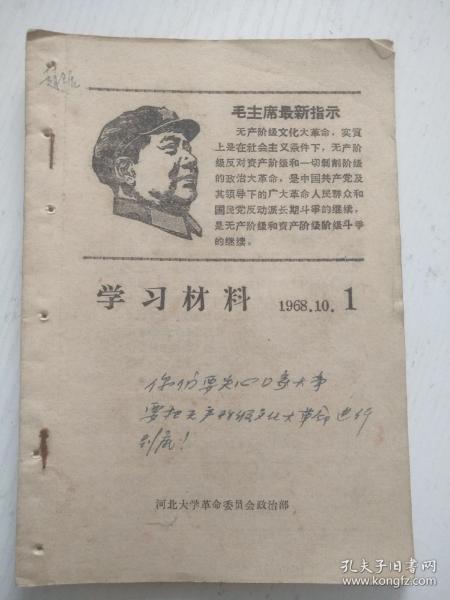 毛主席最新指示
无产阶级文化大革命，实質
上是在社会主义条件下，无产阶
级反对资产阶级和一切剝削阶级
的政治大革命，是中国共产党及
其领导下的广大革命人民群众和
国民党反动派长期斗爭的继续，
是无产阶级和資产阶级阶级斗爭
的继续。
学习材料 1968.10. 1
你们要关心国家大事
要把无产阶级文化大革命进行
到底！
河北大学革命委员会政治部
孔夫子旧书网
www.kongfz.com